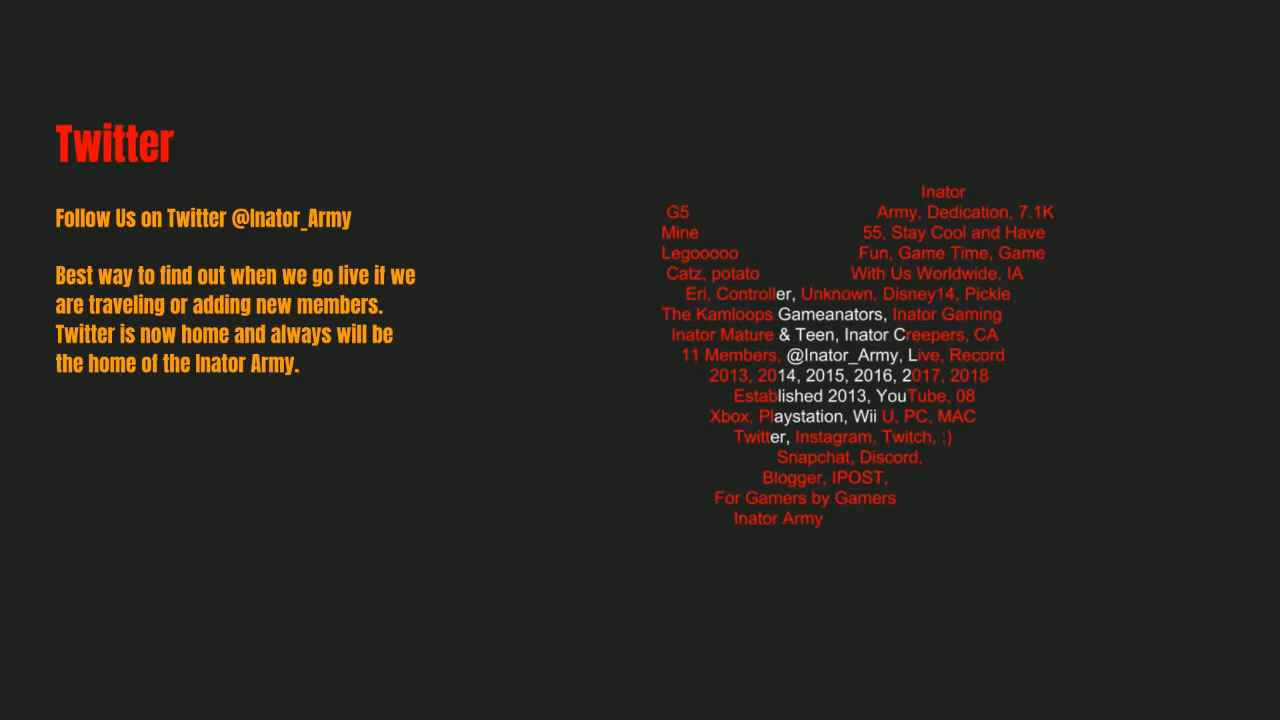 Twitter
Follow Us on Twitter @Inator_Army
Best way to find out when we go live if we
are traveling or adding new members.
Twitter is now home and always will be
the home of the Inator Army.
Inator
G5 Army, Dedication, 7.1K
Mine 55, Stay Cool and Have
Legooooo Fun, Game Time, Game
Catz, potato With Us Worldwide, IA
Eri, Controller, Unknown, Disney14, Pickle
The Kamloops Gameanators, Inator Gaming
Inator Mature & Teen, Inator Creepers, CA
11 Members, @Inator_Army, Live, Record
2013, 2014, 2015, 2016, 2017, 2018
Established 2013, YouTube, 08
Xbox, Playstation, Wii U, PC, MAC
Twitter, Instagram, Twitch, :)
Snapchat, Discord,
Blogger, IPOST,
For Gamers by Gamers
Inator Army